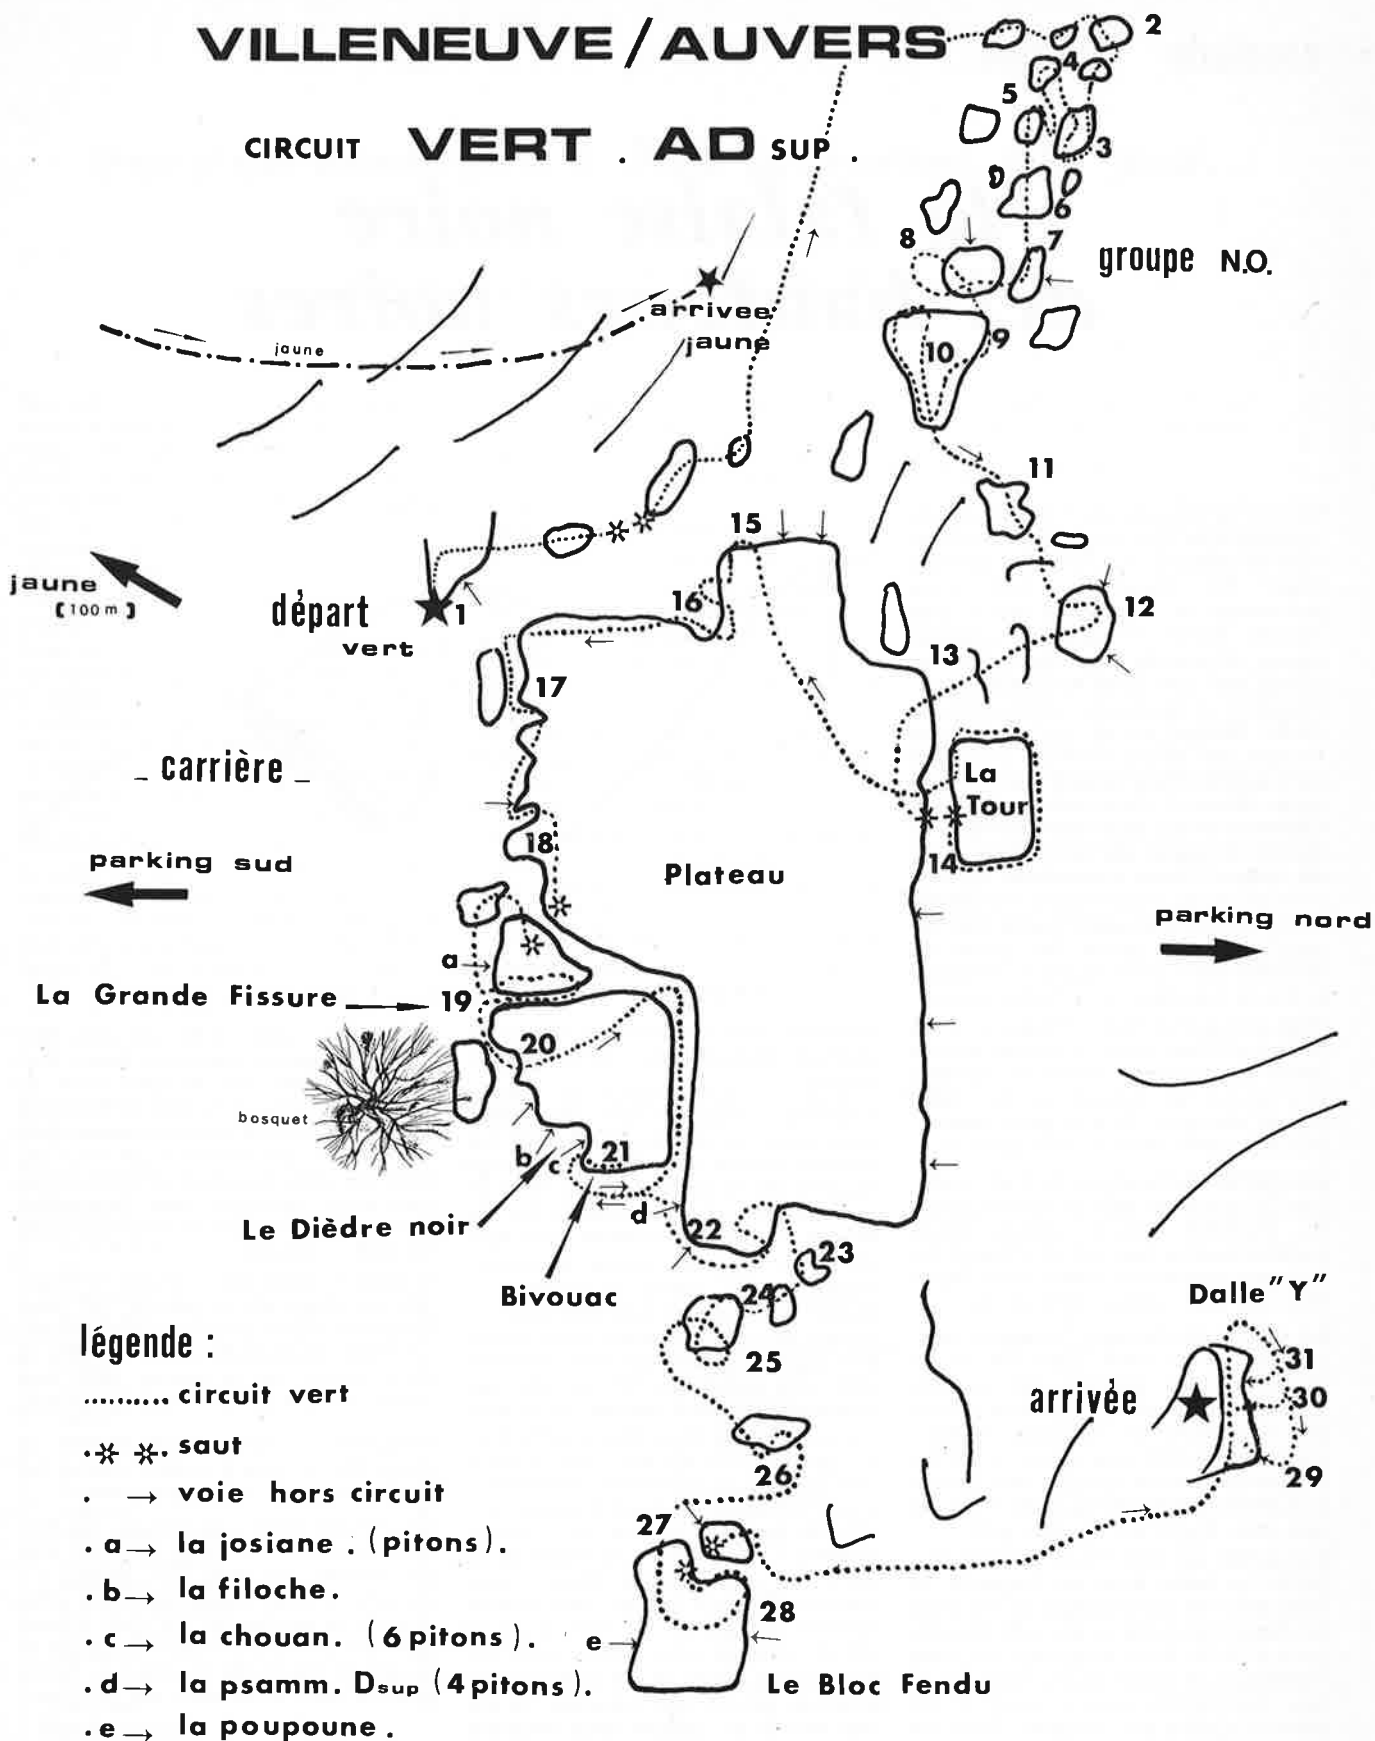 VILLENEUVE/AUVERS
CIRCUIT VERT . AD SUP .
2
4
5
3
6
7
8
groupe N.O.
arrivee
jaune
jaune
9
10
11
15
jaune
(100 m)
départ
vert
1
16
12
13
17
_ carrière _
La
Tour
18
14
parking sud
Plateau
parking nord
a
La Grande Fissure
19
20
bosquet
b
c
21
d
Le Dièdre noir
22
23
Bivouac
24
Dalle "Y"
25
31
30
29
arrivée
légende :
.......... circuit vert
.* *. saut
. → voie hors circuit
. a → la josiane . (pitons).
. b → la filoche.
. c → la chouan. (6 pitons).
. d → la psamm. Dsup (4 pitons).
. e → la poupoune .
26
27
28
e
Le Bloc Fendu